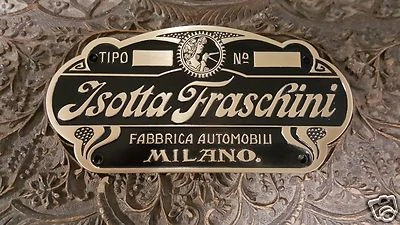 TIPO Nº
Isotta Fraschini
FABBRICA AUTOMOBILI
MILANO.